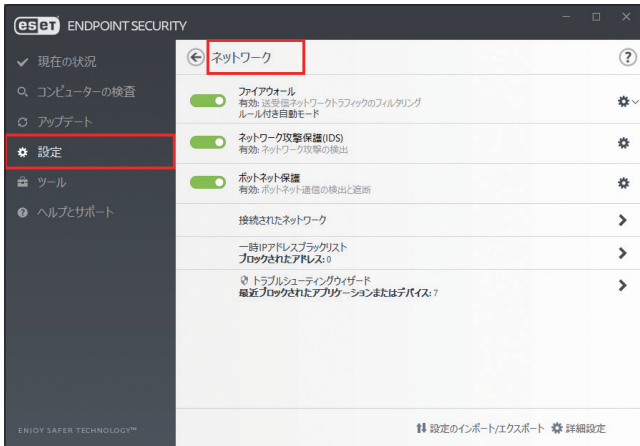 eset ENDPOINT SECURITY
現在の状況
コンピューターの検査
アップデート
設定
ツール
ヘルプとサポート
ENJOY SAFER TECHNOLOGY™
ネットワーク
?
ファイアウォール
有効: 送受信ネットワークトラフィックのフィルタリング
ルール付き自動モード
ネットワーク攻撃保護(IDS)
有効: ネットワーク攻撃の検出
ボットネット保護
有効: ボットネット通信の検出と遮断
接続されたネットワーク
一時IPアドレスブラックリスト
ブロックされたアドレス: 0
トラブルシューティングウィザード
最近ブロックされたアプリケーションまたはデバイス: 7
設定のインポート/エクスポート 詳細設定